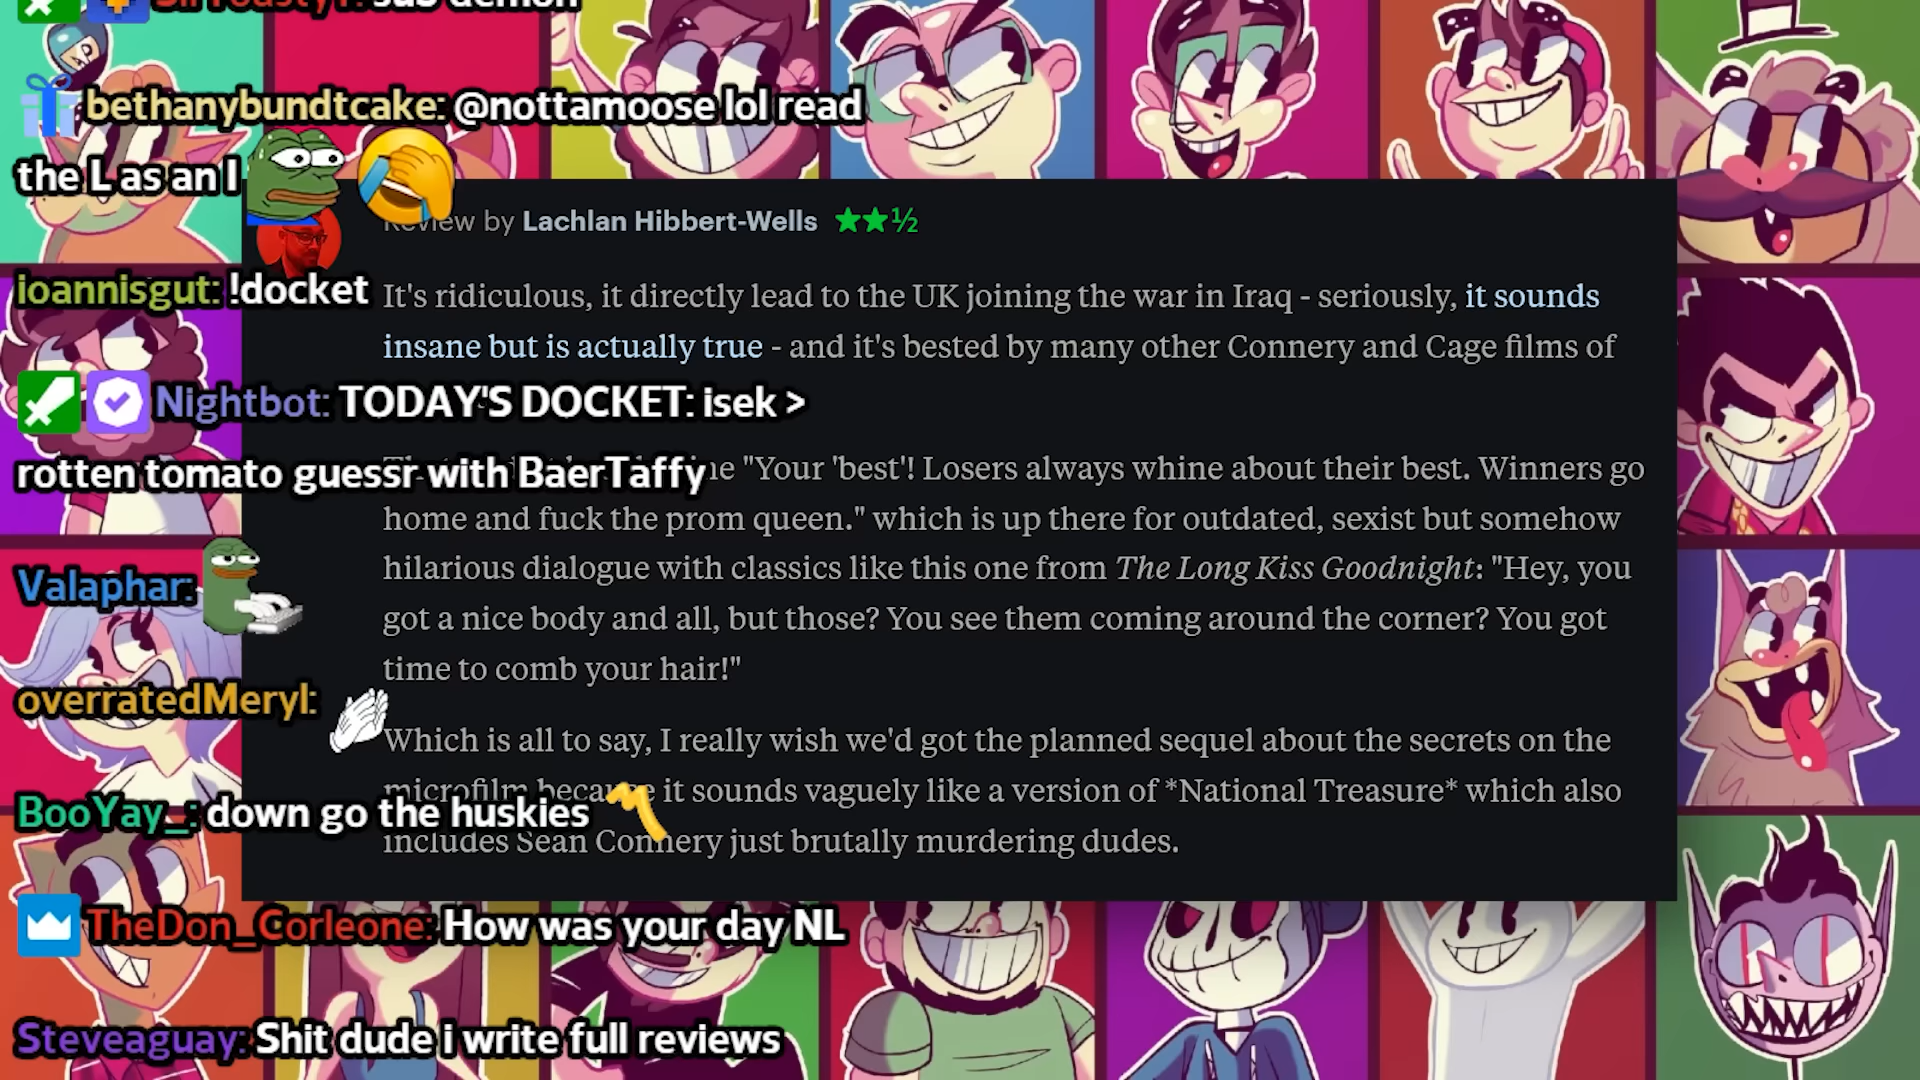 sub demon
bethanybundtcake: @nottamoose lol read
the L as an I
Review by Lachlan Hibbert-Wells ★★½
ioannisgut: !docket
It's ridiculous, it directly lead to the UK joining the war in Iraq - seriously, it sounds
insane but is actually true - and it's bested by many other Connery and Cage films of
Nightbot: TODAY'S DOCKET: isek >
rotten tomato guessr with BaerTaffy
"Your 'best'! Losers always whine about their best. Winners go
home and fuck the prom queen." which is up there for outdated, sexist but somehow
hilarious dialogue with classics like this one from The Long Kiss Goodnight: "Hey, you
Valaphar:
got a nice body and all, but those? You see them coming around the corner? You got
time to comb your hair!"
overratedMeryl:
Which is all to say, I really wish we'd got the planned sequel about the secrets on the
microfilm because it sounds vaguely like a version of *National Treasure* which also
BooYay_: down go the huskies
includes Sean Connery just brutally murdering dudes.
TheDon_Corleone: How was your day NL
Steveaguay: Shit dude i write full reviews